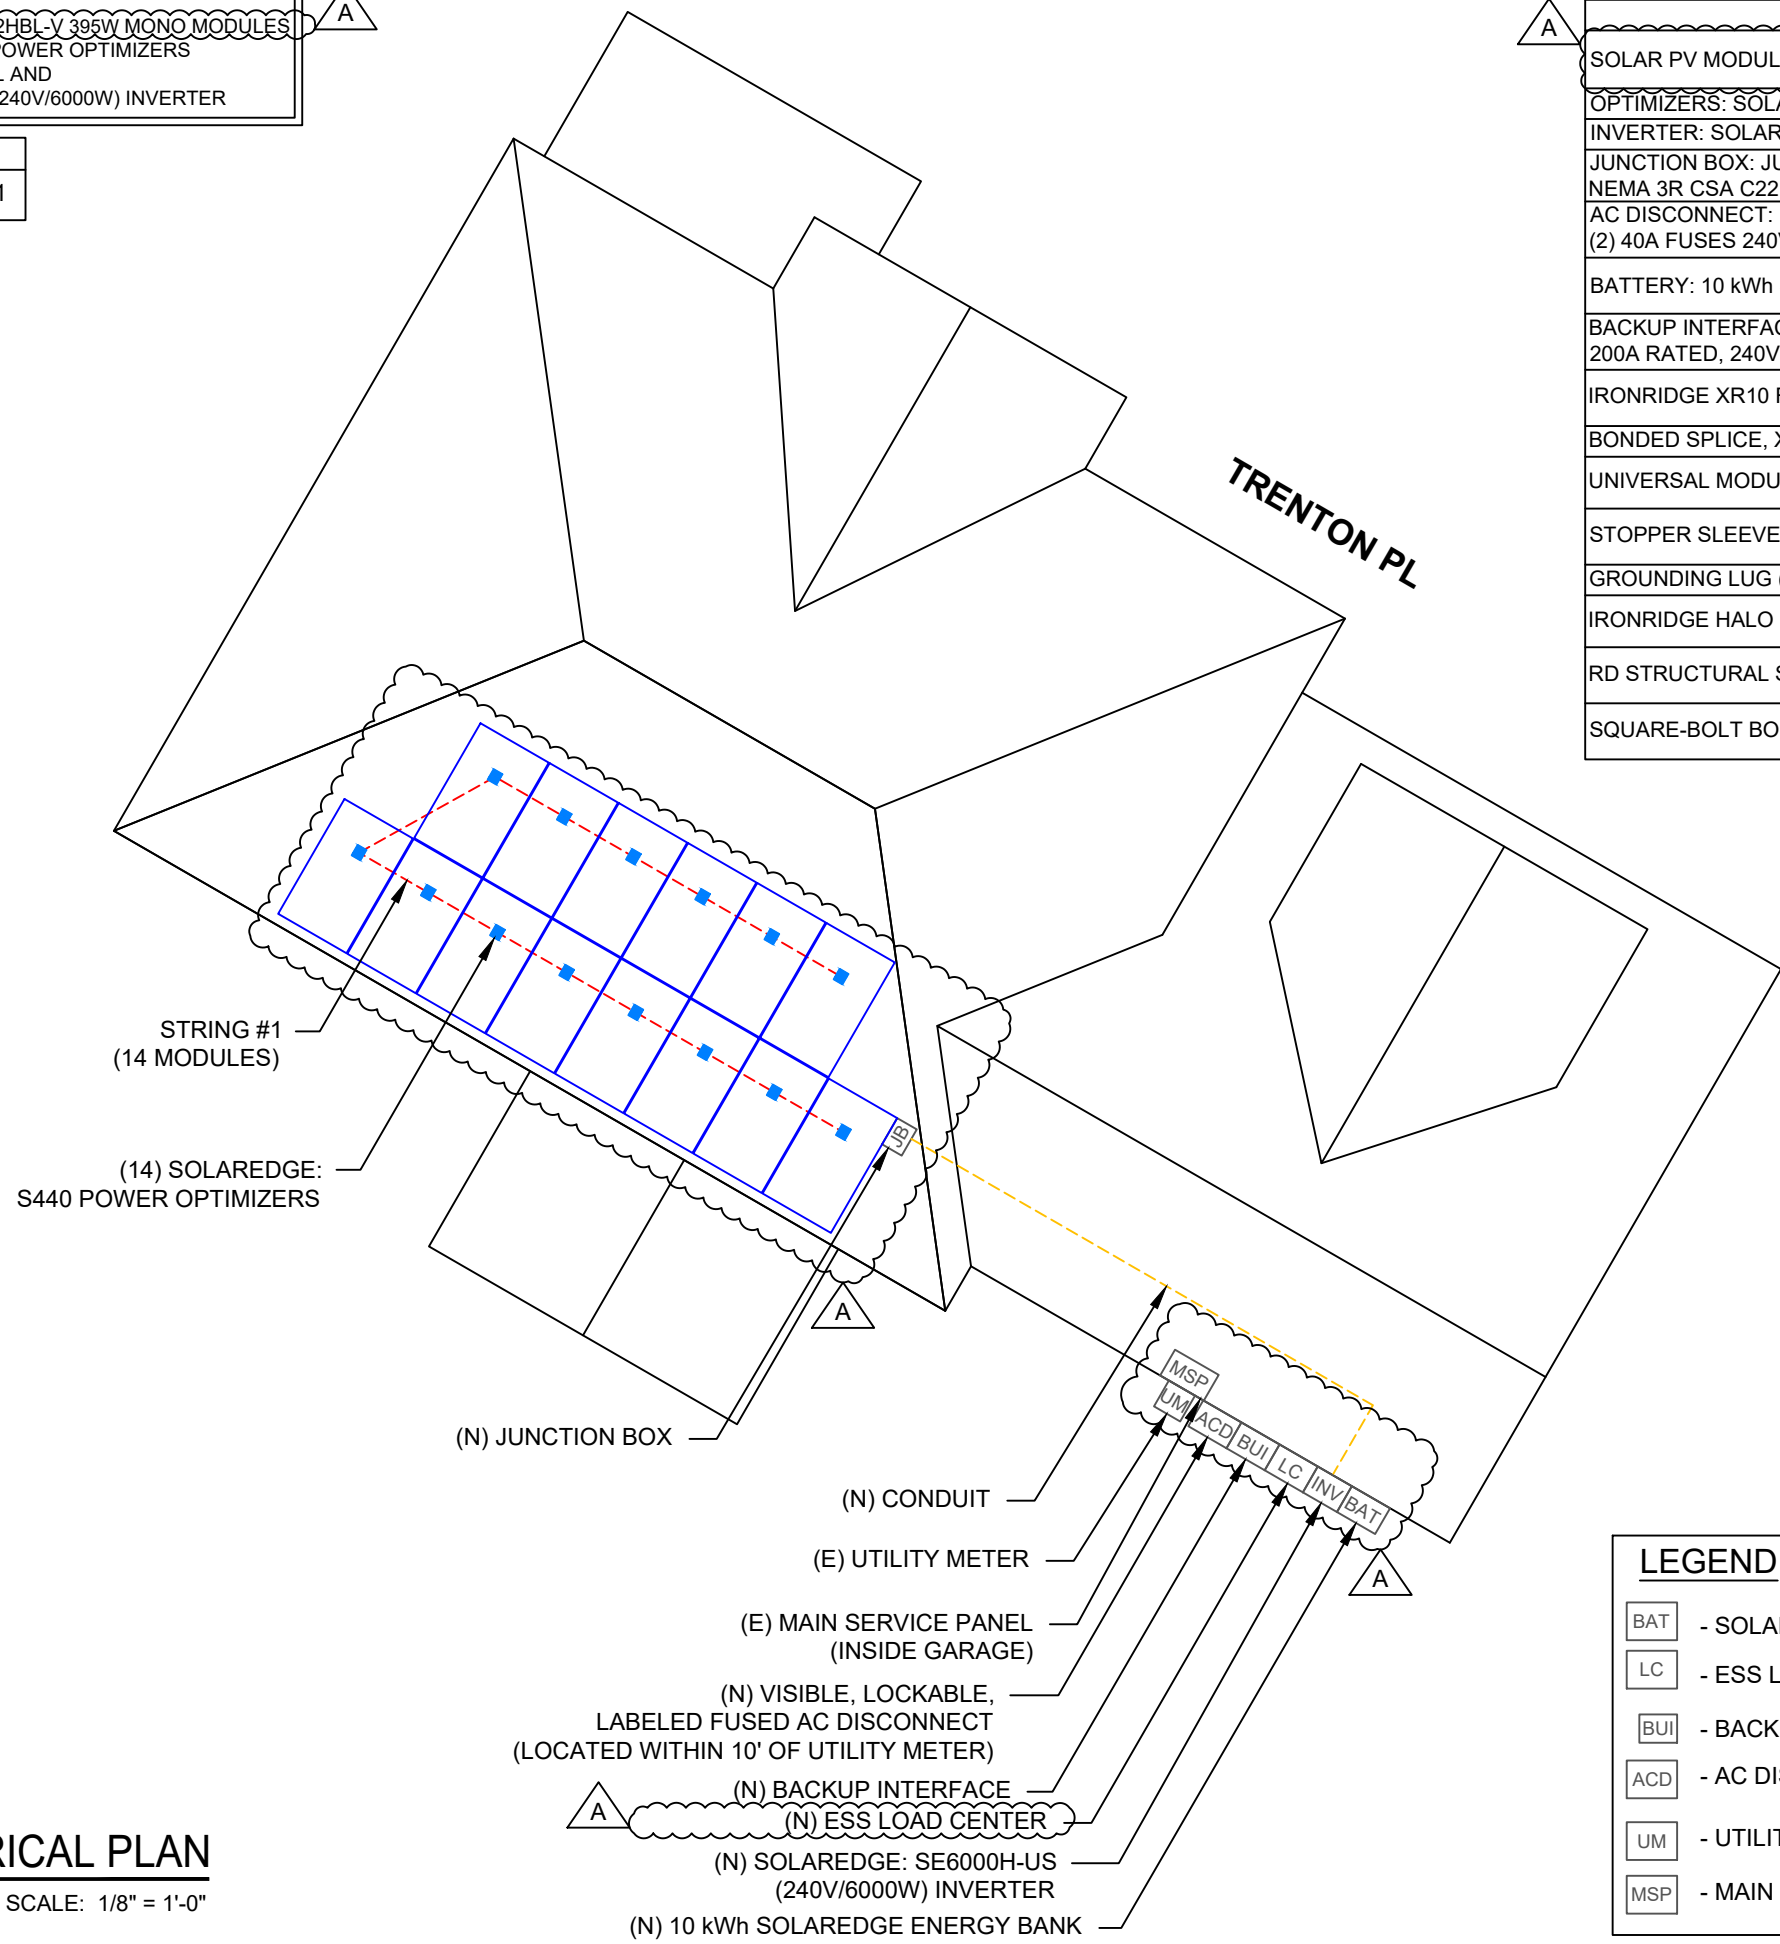 2HBL-V 395W MONO MODULES
POWER OPTIMIZERS
AND
240V/6000W) INVERTER
A
A
SOLAR PV MODUL
OPTIMIZERS: SOLA
INVERTER: SOLAR
JUNCTION BOX: JU
NEMA 3R CSA C22
AC DISCONNECT:
(2) 40A FUSES 240V
BATTERY: 10 kWh
BACKUP INTERFAC
200A RATED, 240V
IRONRIDGE XR10
BONDED SPLICE, X
UNIVERSAL MODU
STOPPER SLEEVE
GROUNDING LUG
IRONRIDGE HALO
RD STRUCTURAL S
SQUARE-BOLT BO
TRENTON PL
STRING #1
(14 MODULES)
(14) SOLAREDGE:
S440 POWER OPTIMIZERS
JB
A
(N) JUNCTION BOX
MSP
UM
ACD
BUI
LC
INV
BAT
A
(N) CONDUIT
(E) UTILITY METER
(E) MAIN SERVICE PANEL
(INSIDE GARAGE)
(N) VISIBLE, LOCKABLE,
LABELED FUSED AC DISCONNECT
(LOCATED WITHIN 10' OF UTILITY METER)
(N) BACKUP INTERFACE
A
(N) ESS LOAD CENTER
(N) SOLAREDGE: SE6000H-US
(240V/6000W) INVERTER
(N) 10 kWh SOLAREDGE ENERGY BANK
RICAL PLAN
SCALE: 1/8" = 1'-0"
LEGEND
BAT - SOLA
LC - ESS L
BUI - BACK
ACD - AC DIS
UM - UTILIT
MSP - MAIN